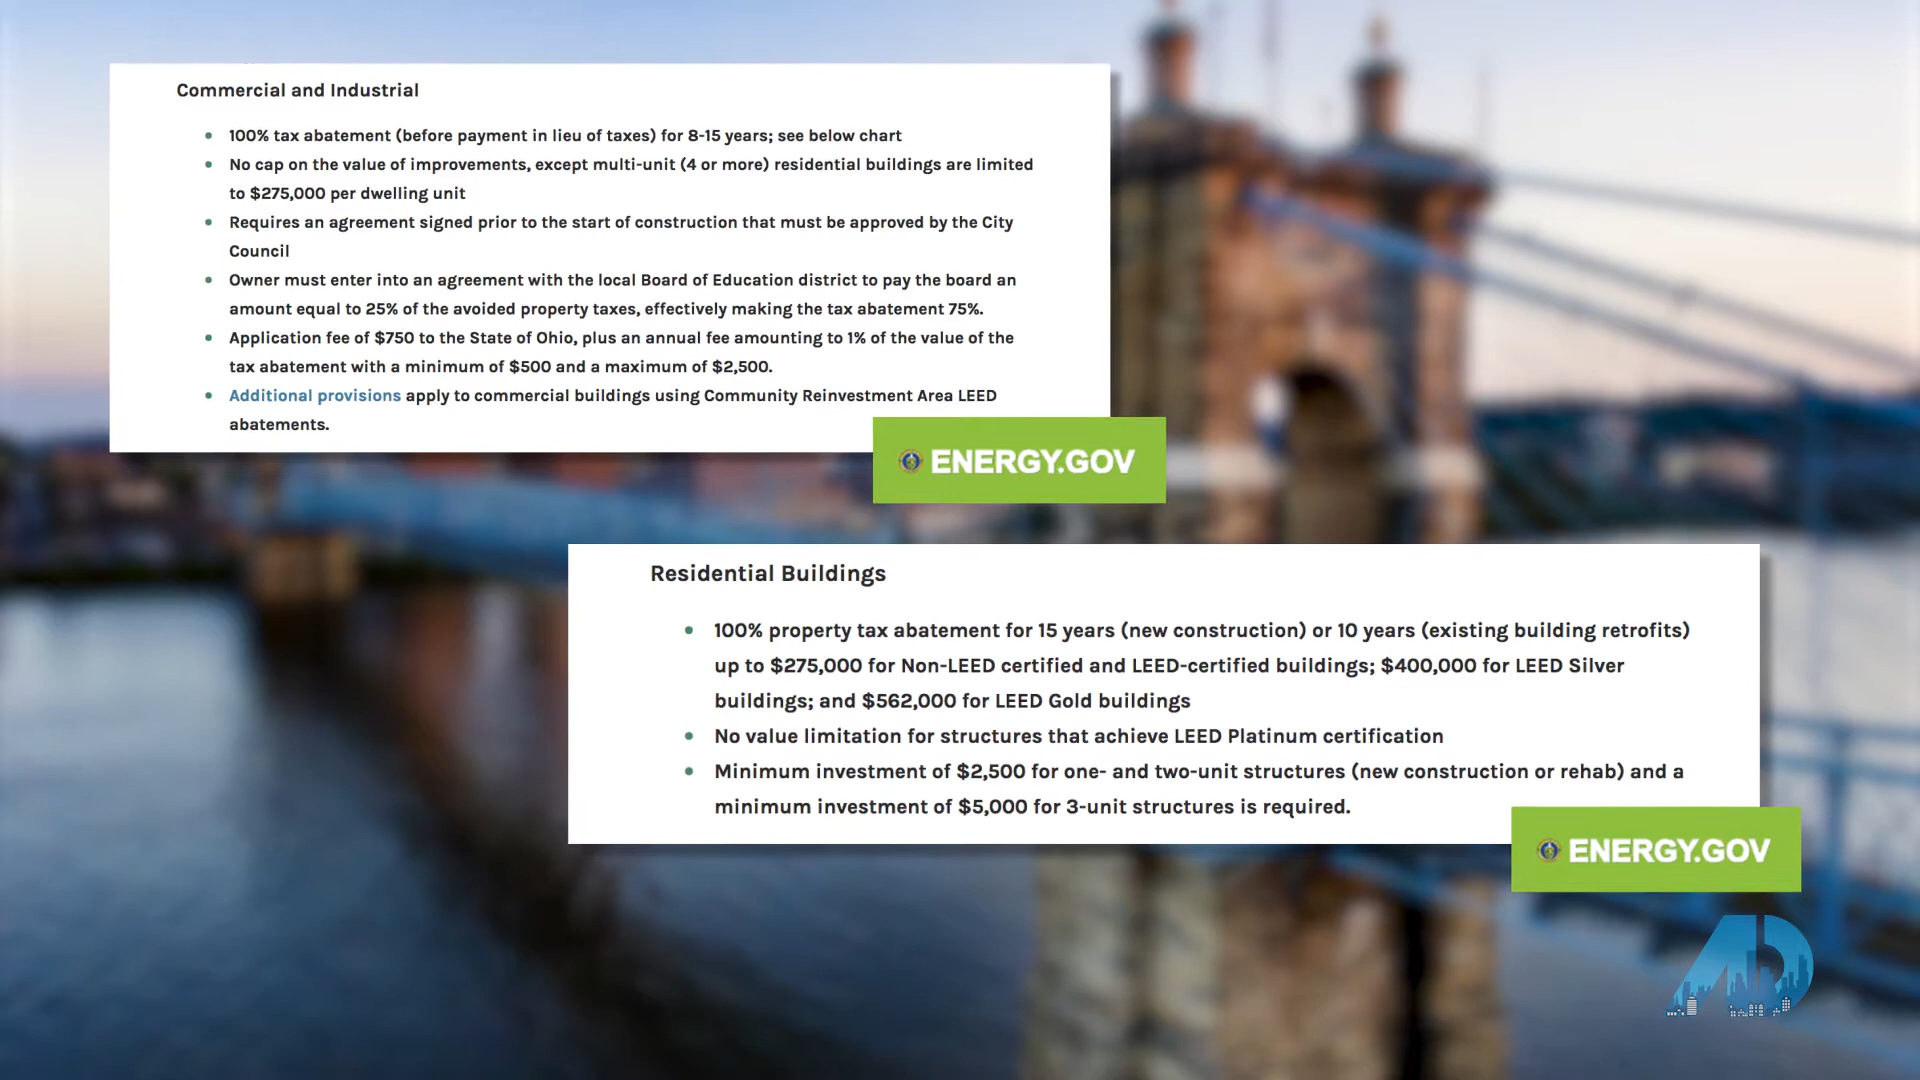 Commercial and Industrial
100% tax abatement (before payment in lieu of taxes) for 8-15 years; see below chart
No cap on the value of improvements, except multi-unit (4 or more) residential buildings are limited
to $275,000 per dwelling unit
Requires an agreement signed prior to the start of construction that must be approved by the City
Council
Owner must enter into an agreement with the local Board of Education district to pay the board an
amount equal to 25% of the avoided property taxes, effectively making the tax abatement 75%.
Application fee of $750 to the State of Ohio, plus an annual fee amounting to 1% of the value of the
tax abatement with a minimum of $500 and a maximum of $2,500.
Additional provisions apply to commercial buildings using Community Reinvestment Area LEED
abatements.
ENERGY.GOV
Residential Buildings
100% property tax abatement for 15 years (new construction) or 10 years (existing building retrofits)
up to $275,000 for Non-LEED certified and LEED-certified buildings; $400,000 for LEED Silver
buildings; and $562,000 for LEED Gold buildings
No value limitation for structures that achieve LEED Platinum certification
Minimum investment of $2,500 for one- and two-unit structures (new construction or rehab) and a
minimum investment of $5,000 for 3-unit structures is required.
ENERGY.GOV
AD